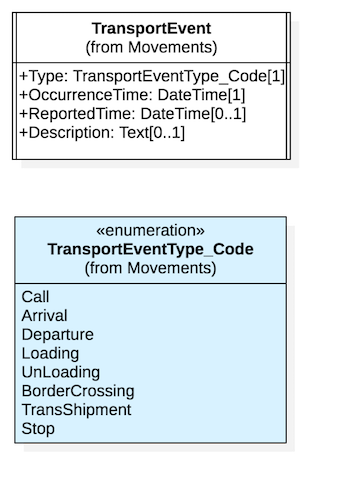 TransportEvent
(from Movements)
+Type: TransportEventType_Code[1]
+OccurrenceTime: DateTime[1]
+ReportedTime: DateTime[0..1]
+Description: Text[0..1]
«enumeration»
TransportEventType_Code
(from Movements)
Call
Arrival
Departure
Loading
UnLoading
BorderCrossing
TransShipment
Stop